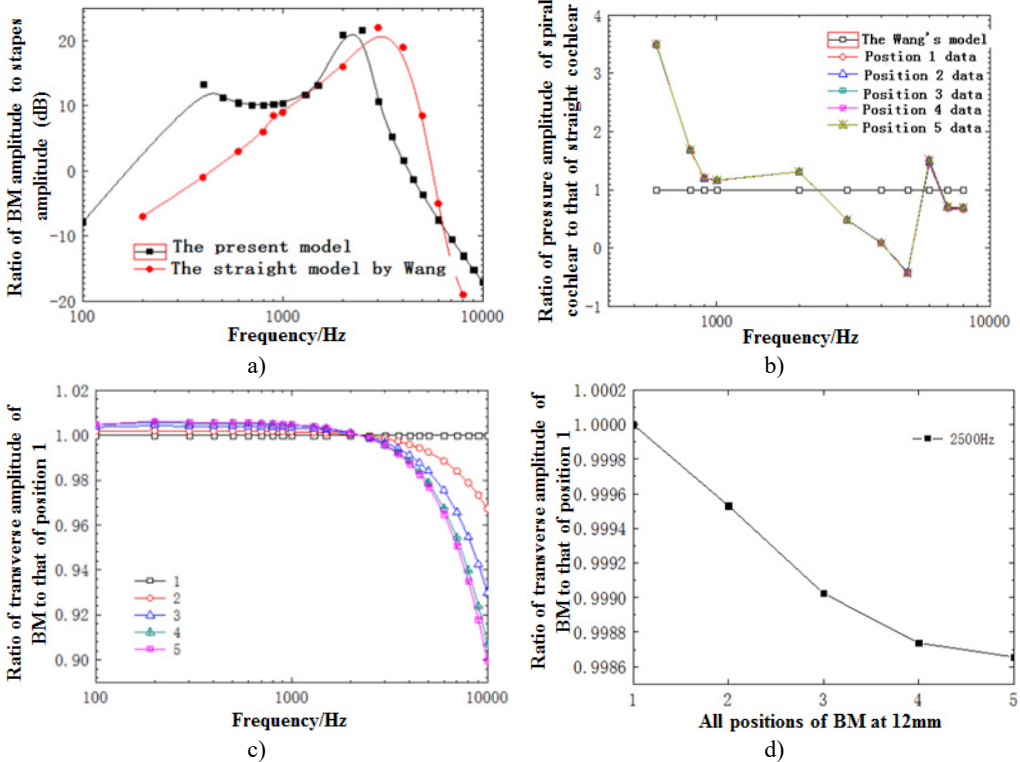 Ratio of BM amplitude to stapes
amplitude (dB)
20
10
0
-10
-20
The present model
The straight model by Wang
100
1000
10000
Frequency/Hz
a)
Ratio of pressure amplitude of spiral
cochlear to that of straight cochlear
4
3
2
1
0
-1
The Wang's model
Postion 1 data
Position 2 data
Position 3 data
Position 4 data
Position 5 data
1000
10000
Frequency/Hz
b)
Ratio of transverse amplitude of
BM to that of position 1
1.02
1.00
0.98
0.96
0.94
0.92
0.90
1
2
3
4
5
100
1000
10000
Frequency/Hz
c)
Ratio of transverse amplitude of
BM to that of position 1
1.0002
1.0000
0.9998
0.9996
0.9994
0.9992
0.9990
0.9988
0.9986
2500Hz
1
2
3
4
5
All positions of BM at 12mm
d)